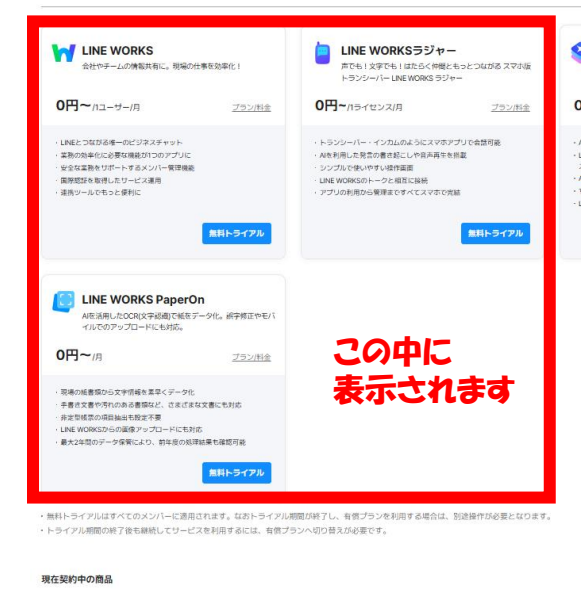 LINE WORKS
会社やチームの情報共有に。現場の仕事を効率化！
0円〜/1ユーザー/月
プラン/料金
・LINEとつながる唯一のビジネスチャット
・業務の効率化に必要な機能が1つのアプリに
・安全な業務をサポートするメンバー管理機能
・国際認証を取得したサービス運用
・連携ツールでもっと便利に
無料トライアル
LINE WORKSラジャー
声でも！文字でも！はたらく仲間ともっとつながる スマホ版
トランシーバー LINE WORKS ラジャー
0円~/1ライセンス/月
プラン/料金
・トランシーバー・インカムのようにスマホアプリで会話可能
・AIを利用した発言の書き起こしや音声再生を搭載
・シンプルで使いやすい操作画面
・LINE WORKSのトークと相互に接続
・アプリの利用から管理まですべてスマホで完結
無料トライアル
LINE WORKS PaperOn
AIを活用したOCR(文字認識)で紙をデータ化。誤字修正やモバ
イルでのアップロードにも対応。
0円〜/月
プラン/料金
・現場の紙書類から文字情報を素早くデータ化
・手書き文書や汚れのある書類など、さまざまな文書にも対応
・非定型帳票の項目抽出も設定不要
・LINE WORKSからの画像アップロードにも対応
・最大2年間のデータ保管により、前年度の処理結果も確認可能
無料トライアル
この中に
表示されます
・無料トライアルはすべてのメンバーに適用されます。なおトライアル期間が終了し、有償プランを利用する場合は、別途操作が必要となります。
・トライアル期間の終了後も継続してサービスを利用するには、有償プランへ切り替えが必要です。
現在契約中の商品